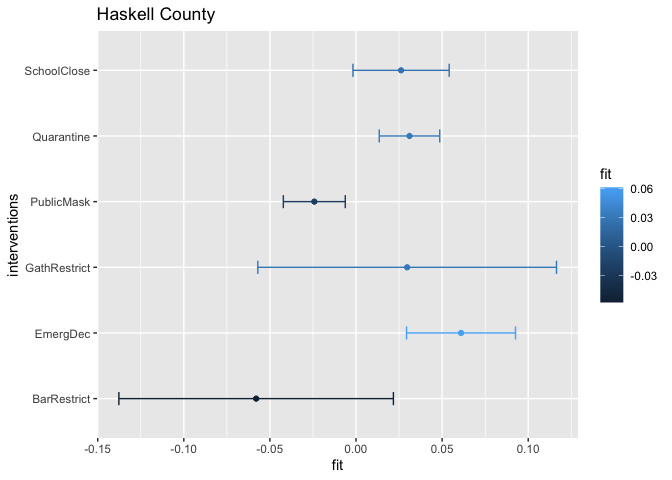 Haskell County
SchoolClose
Quarantine
PublicMask
GathRestrict
EmergDec
BarRestrict
interventions
-0.15 -0.10 -0.05 0.00 0.05 0.10
fit
fit
0.06
0.03
0.00
-0.03